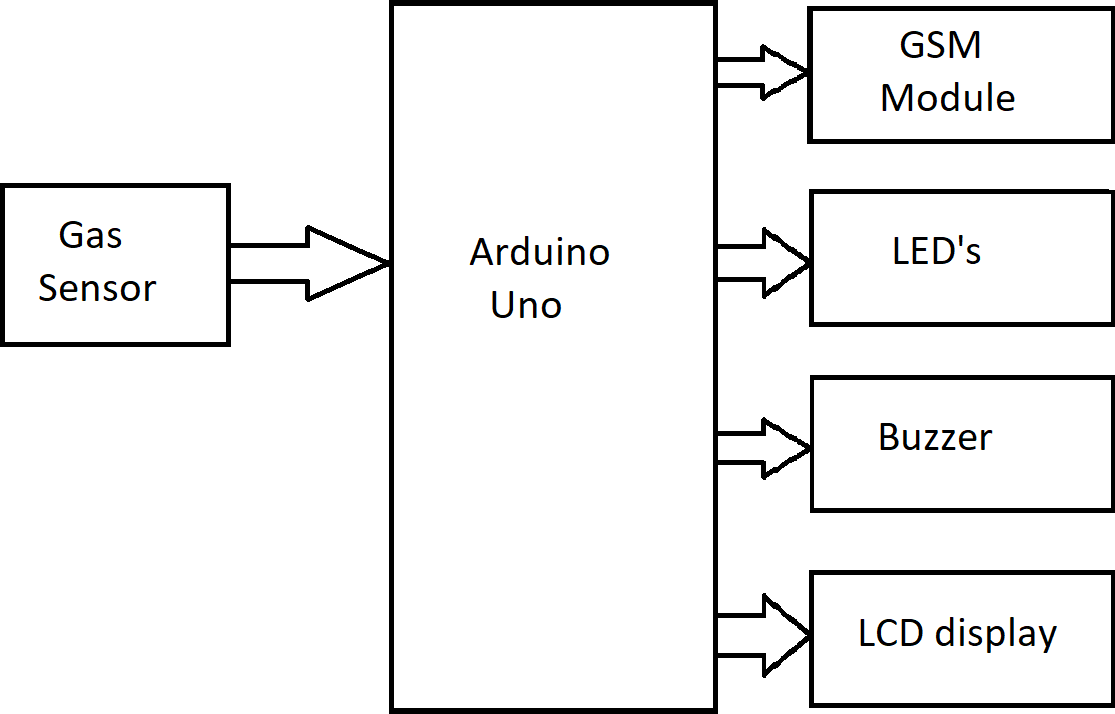 Gas
Sensor
Arduino
Uno
GSM
Module
LED's
Buzzer
LCD display